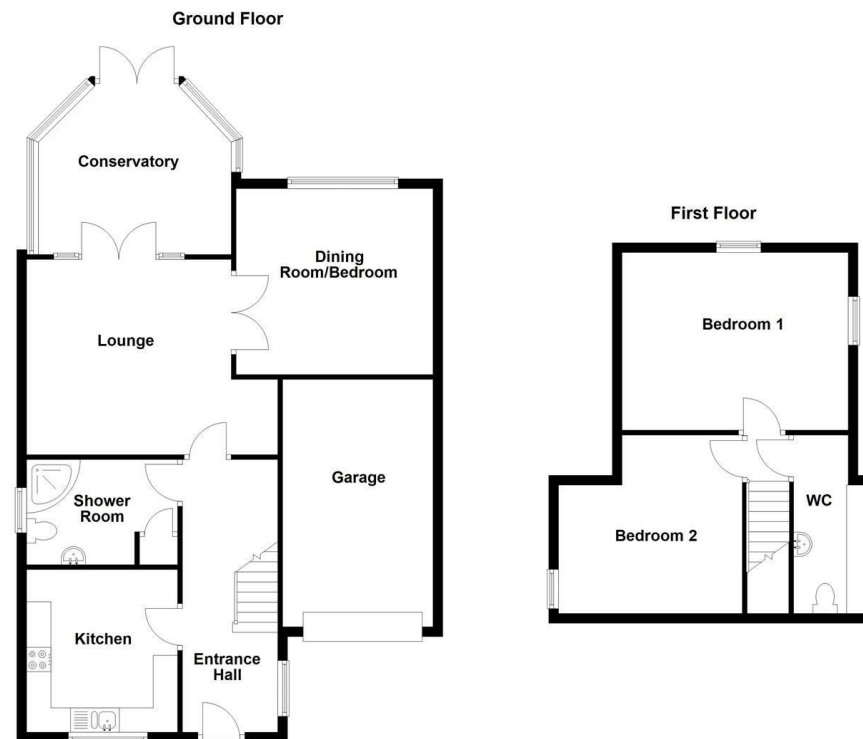 Ground Floor
Conservatory
Dining
Room/Bedroom
Lounge
Garage
Shower
Room
Kitchen
Entrance
Hall
First Floor
Bedroom 1
WC
Bedroom 2